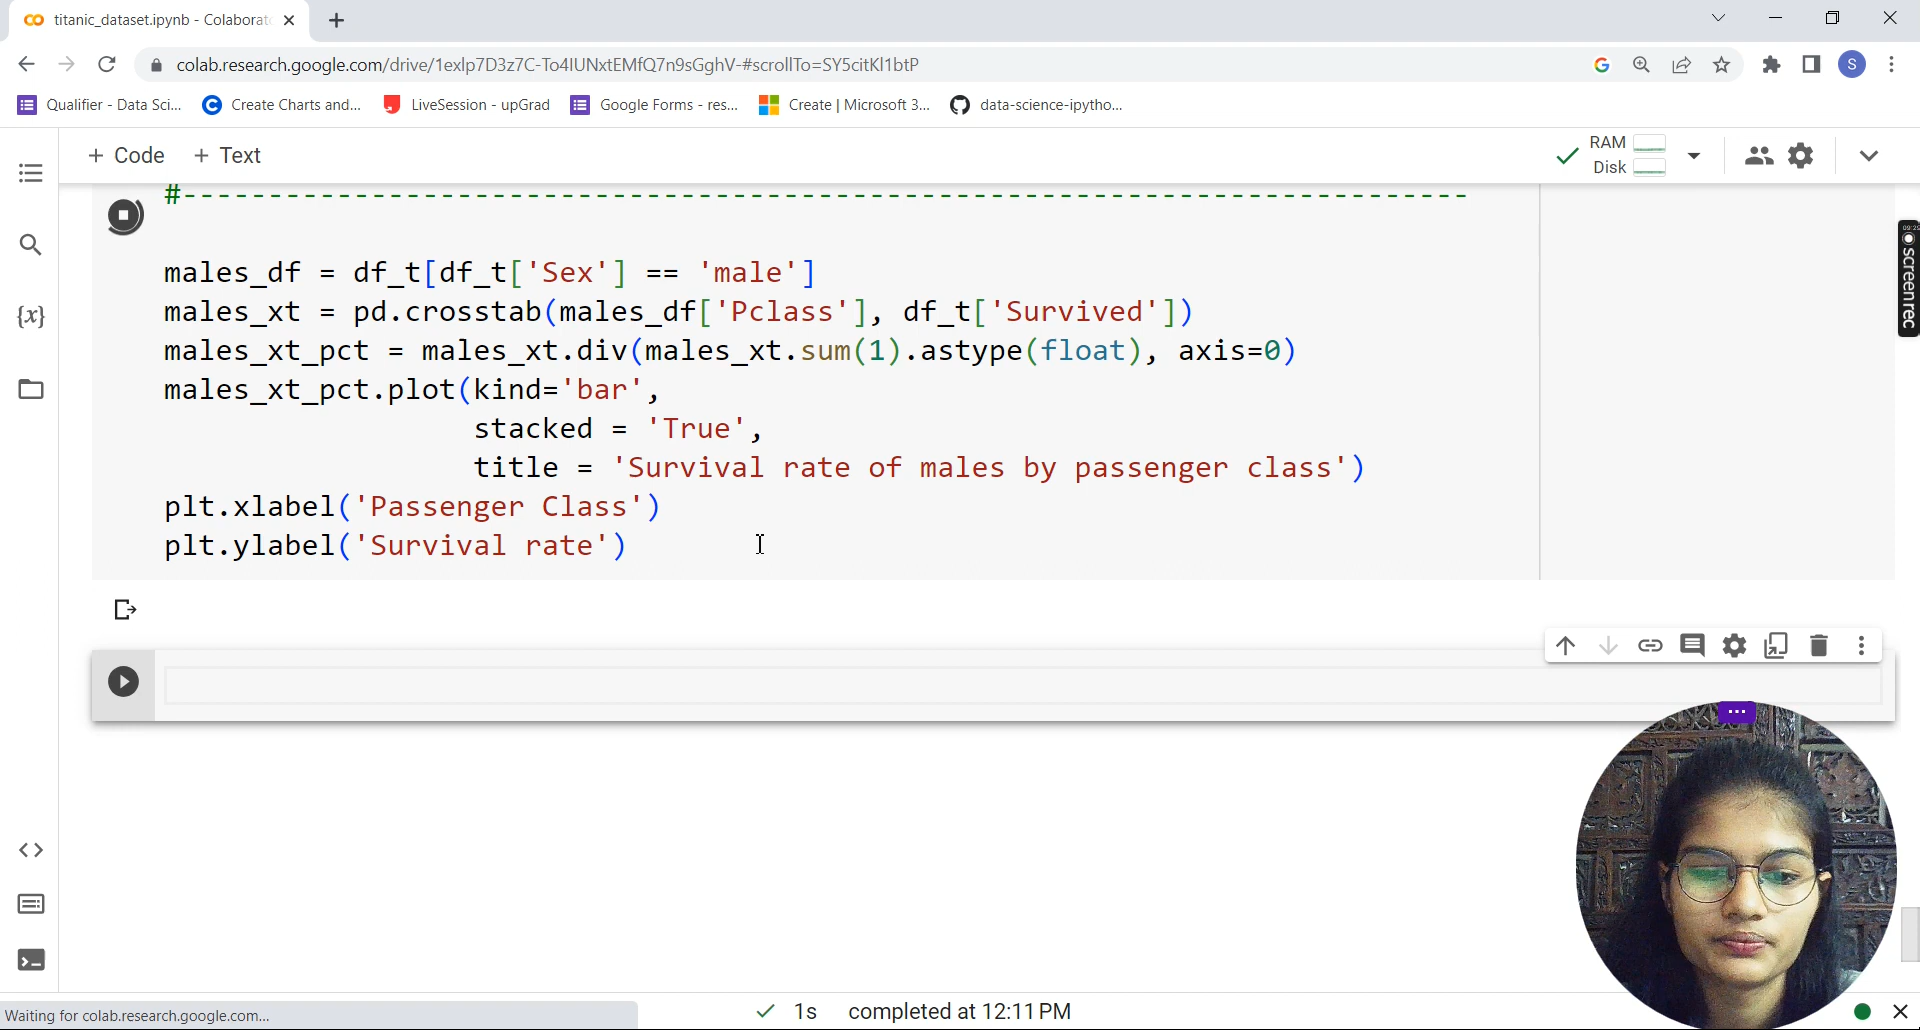 titanic_dataset.ipynb - Colaborat
colab.research.google.com/drive/1exlp7D3z7C-To4IUNxtEMfQ7n9sGghV-#scrollTo=SY5citKl1btP
S
Qualifier - Data Sci...
Create Charts and...
LiveSession - upGrad
Google Forms - res...
Create | Microsoft 3...
data-science-ipytho...
+ Code
+ Text
RAM
Disk
#---------------------------------------------------------------------------
males_df = df_t[df_t['Sex'] == 'male']
males_xt = pd.crosstab(males_df['Pclass'], df_t['Survived'])
males_xt_pct = males_xt.div(males_xt.sum(1).astype(float), axis=0)
males_xt_pct.plot(kind='bar',
stacked = 'True',
title = 'Survival rate of males by passenger class')
plt.xlabel('Passenger Class')
plt.ylabel('Survival rate')
{x}
screenrec
Waiting for colab.research.google.com...
1s completed at 12:11 PM